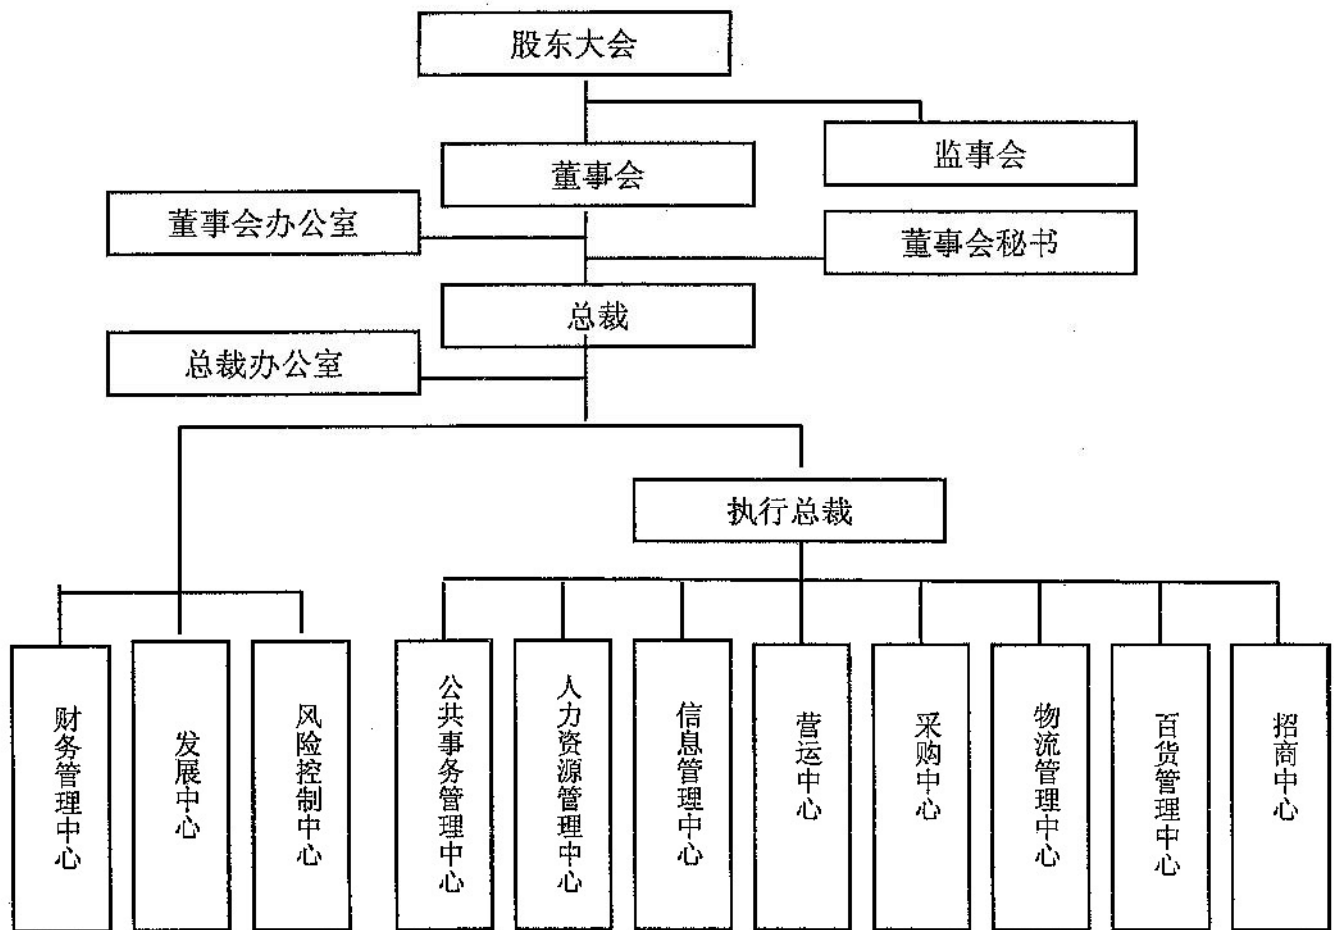 股东大会
监事会
董事会
董事会办公室
董事会秘书
总裁
总裁办公室
执行总裁
财务管理中心
发展中心
风险控制中心
公共事务管理中心
人力资源管理中心
信息管理中心
营运中心
采购中心
物流管理中心
百货管理中心
招商中心